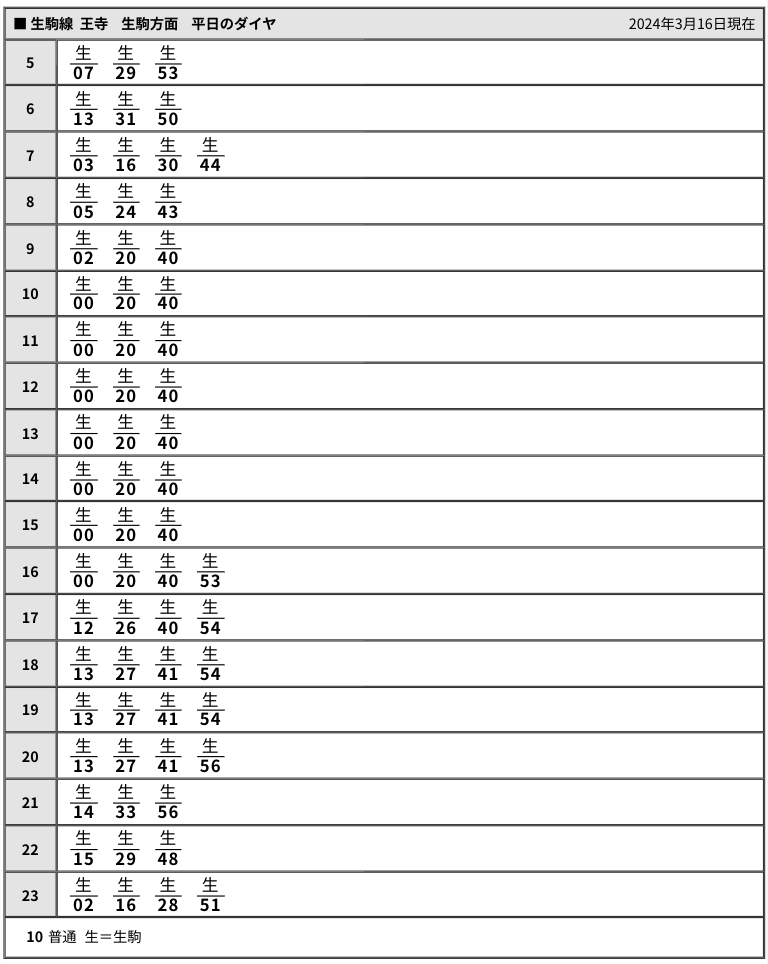 ■ 生駒線 王寺 生駒方面 平日のダイヤ 2024年3月16日現在
生 生 生
5 07 29 53
生 生 生
6 13 31 50
生 生 生 生
7 03 16 30 44
生 生 生
8 05 24 43
生 生 生
9 02 20 40
生 生 生
10 00 20 40
生 生 生
11 00 20 40
生 生 生
12 00 20 40
生 生 生
13 00 20 40
生 生 生
14 00 20 40
生 生 生
15 00 20 40
生 生 生 生
16 00 20 40 53
生 生 生 生
17 12 26 40 54
生 生 生 生
18 13 27 41 54
生 生 生 生
19 13 27 41 54
生 生 生 生
20 13 27 41 56
生 生 生
21 14 33 56
生 生 生
22 15 29 48
生 生 生 生
23 02 16 28 51
10 普通 生＝生駒